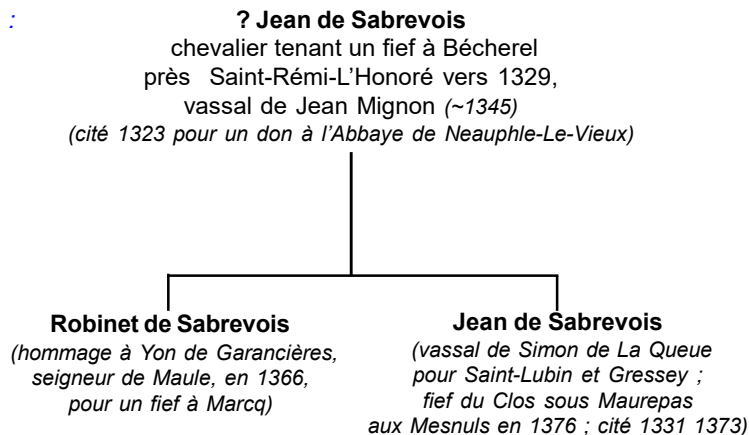 :
? Jean de Sabrevois
chevalier tenant un fief à Bécherel
près Saint-Rémi-L'Honoré vers 1329,
vassal de Jean Mignon (~1345)
(cité 1323 pour un don à l'Abbaye de Neauphle-Le-Vieux)
Robinet de Sabrevois
(hommage à Yon de Garancières,
seigneur de Maule, en 1366,
pour un fief à Marcq)
Jean de Sabrevois
(vassal de Simon de La Queue
pour Saint-Lubin et Gressey ;
fief du Clos sous Maurepas
aux Mesnuls en 1376 ; cité 1331 1373)